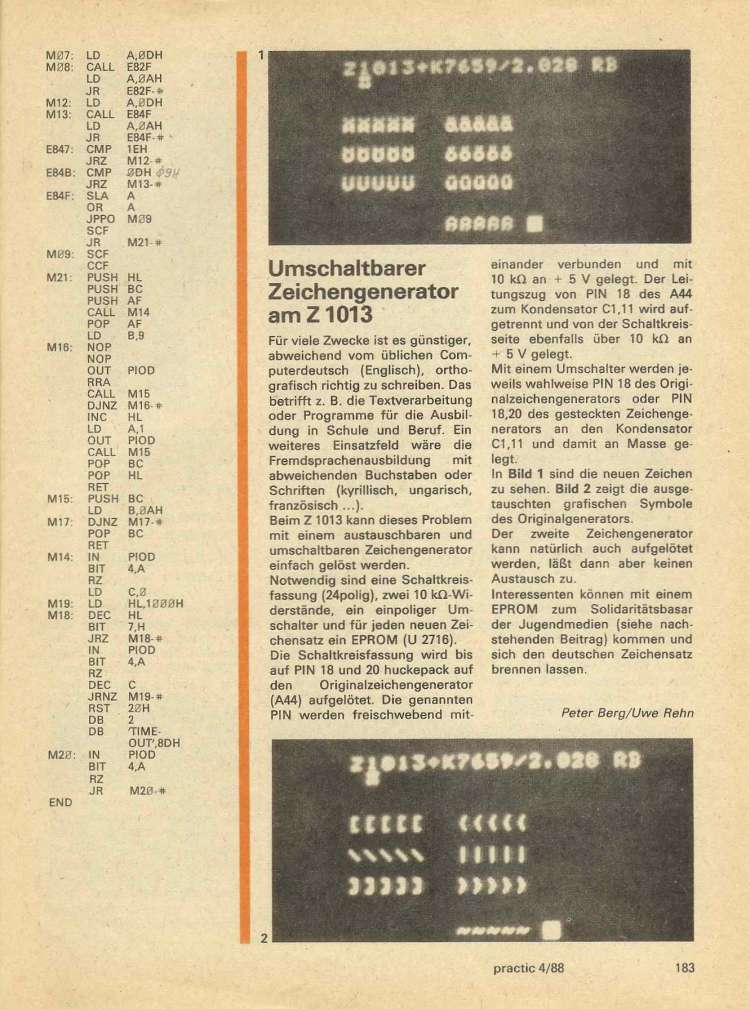 M07: LD A,0DH
M08: CALL E82F
LD A,0AH
JR E82F-#
M12: LD A,0DH
M13: CALL E84F
LD A,0AH
JR E84F-#
E847: CMP 1EH
JRZ M12-#
E84B: CMP 0DH 09H
JRZ M13-#
E84F: SLA A
OR A
JPPO M09
SCF
JR M21-#
M09: SCF
CCF
M21: PUSH HL
PUSH BC
PUSH AF
CALL M14
POP AF
LD B,9
M16: NOP
NOP
OUT PIOD
RRA
CALL M15
DJNZ M16-#
INC HL
LD A,1
OUT PIOD
CALL M15
POP BC
POP HL
RET
M15: PUSH BC
LD B,0AH
M17: DJNZ M17-#
POP BC
RET
M14: IN PIOD
BIT 4,A
RZ
LD C,0
M19: LD HL,1000H
M18: DEC HL
BIT 7,H
JRZ M18-#
IN PIOD
BIT 4,A
RZ
DEC C
JRNZ M19-#
RST 20H
DB 2
DB 'TIME-
OUT',8DH
M20: IN PIOD
BIT 4,A
RZ
JR M20-#
END
1
Z1013+K7659/2.028 RB
ÄÄÄÄÄ äääää
ÖÖÖÖÖ ööööö
ÜÜÜÜÜ üüüüü
ßßßßß
Umschaltbarer
Zeichengenerator
am Z 1013
Für viele Zwecke ist es günstiger,
abweichend vom üblichen Com-
puterdeutsch (Englisch), ortho-
grafisch richtig zu schreiben. Das
betrifft z. B. die Textverarbeitung
oder Programme für die Ausbil-
dung in Schule und Beruf. Ein
weiteres Einsatzfeld wäre die
Fremdsprachenausbildung mit
abweichenden Buchstaben oder
Schriften (kyrillisch, ungarisch,
französisch ...).
Beim Z 1013 kann dieses Problem
mit einem austauschbaren und
umschaltbaren Zeichengenerator
einfach gelöst werden.
Notwendig sind eine Schaltkreis-
fassung (24polig), zwei 10 kΩ-Wi-
derstände, ein einpoliger Um-
schalter und für jeden neuen Zei-
chensatz ein EPROM (U 2716).
Die Schaltkreisfassung wird bis
auf PIN 18 und 20 huckepack auf
den Originalzeichengenerator
(A44) aufgelötet. Die genannten
PIN werden freischwebend mit-
einander verbunden und mit
10 kΩ an + 5 V gelegt. Der Lei-
tungszug von PIN 18 des A44
zum Kondensator C1,11 wird auf-
getrennt und von der Schaltkreis-
seite ebenfalls über 10 kΩ an
+ 5 V gelegt.
Mit einem Umschalter werden je-
weils wahlweise PIN 18 des Origi-
nalzeichengenerators oder PIN
18,20 des gesteckten Zeichenge-
nerators an den Kondensator
C1,11 und damit an Masse ge-
legt.
In Bild 1 sind die neuen Zeichen
zu sehen. Bild 2 zeigt die ausge-
tauschten grafischen Symbole
des Originalgenerators.
Der zweite Zeichengenerator
kann natürlich auch aufgelötet
werden, läßt dann aber keinen
Austausch zu.
Interessenten können mit einem
EPROM zum Solidaritätsbasar
der Jugendmedien (siehe nach-
stehenden Beitrag) kommen und
sich den deutschen Zeichensatz
brennen lassen.
Peter Berg/Uwe Rehn
2
Z1013+K7659/2.028 RB
[[[[[ {{{{{
\\\\\ |||||
]]]]] }}}}}
~~~~~
practic 4/88
183